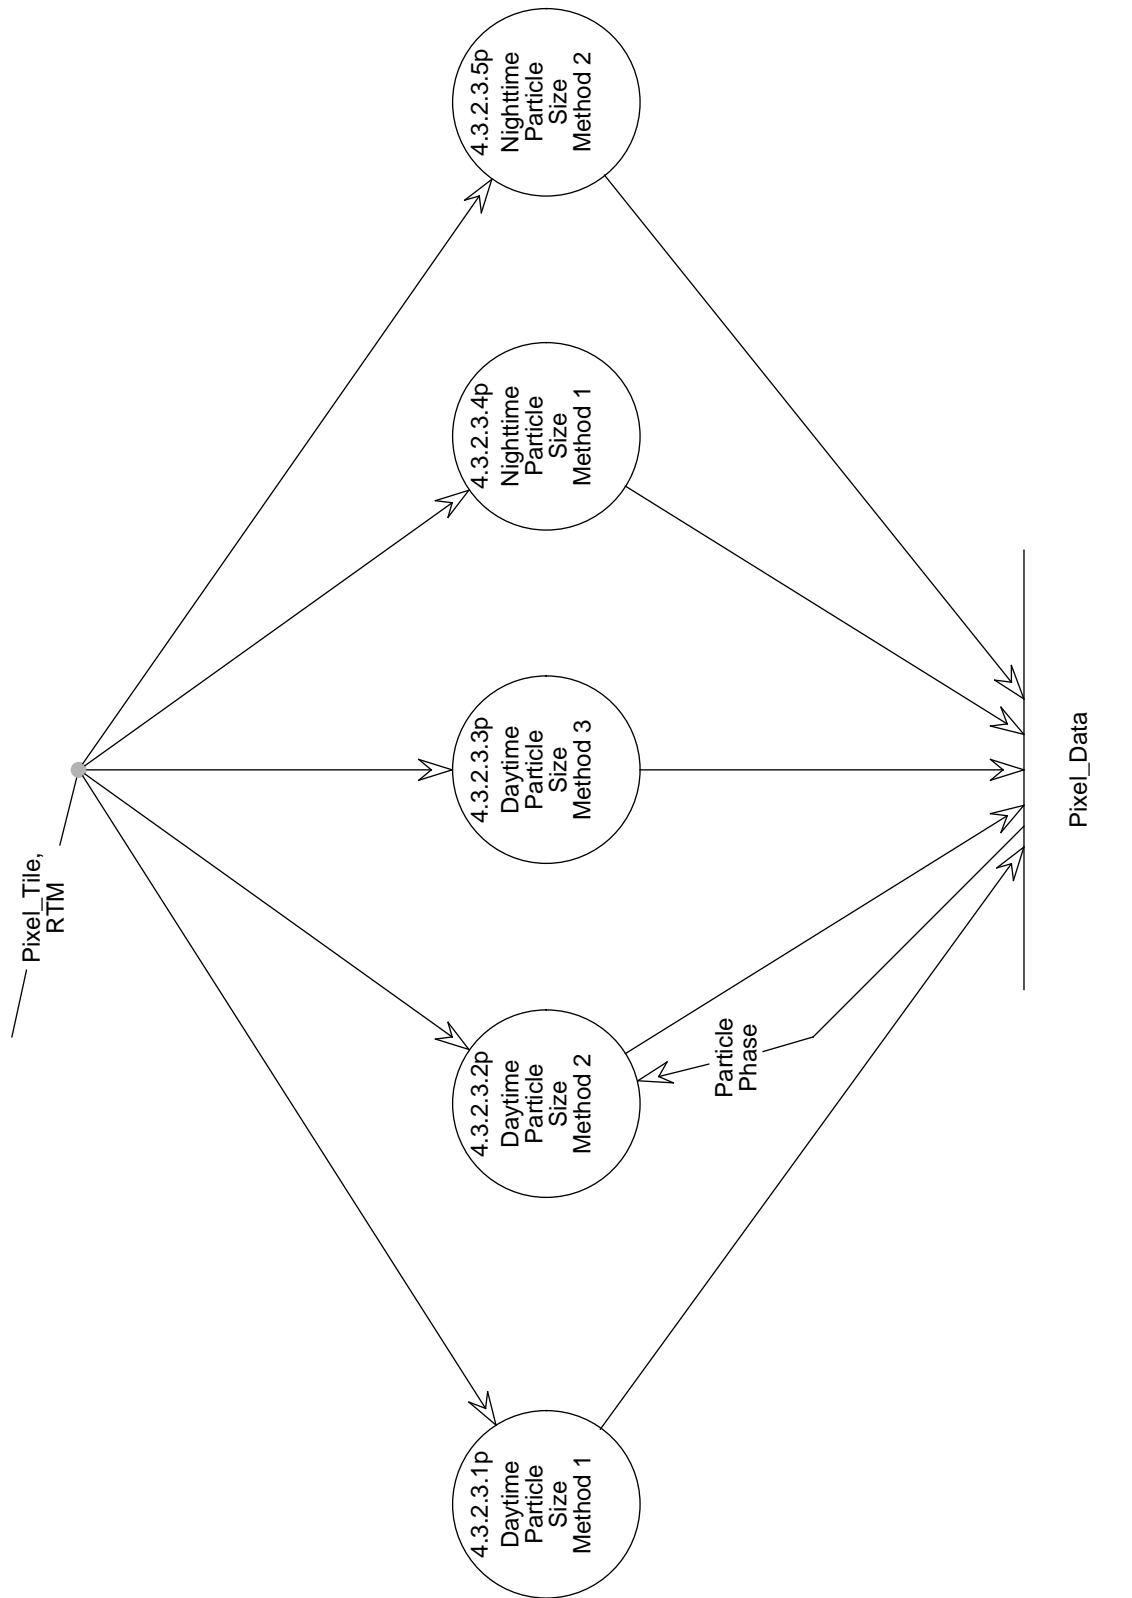 Pixel_Tile,
RTM
4.3.2.3.1p
Daytime
Particle
Size
Method 1
4.3.2.3.2p
Daytime
Particle
Size
Method 2
4.3.2.3.3p
Daytime
Particle
Size
Method 3
4.3.2.3.4p
Nighttime
Particle
Size
Method 1
4.3.2.3.5p
Nighttime
Particle
Size
Method 2
Particle
Phase
Pixel_Data